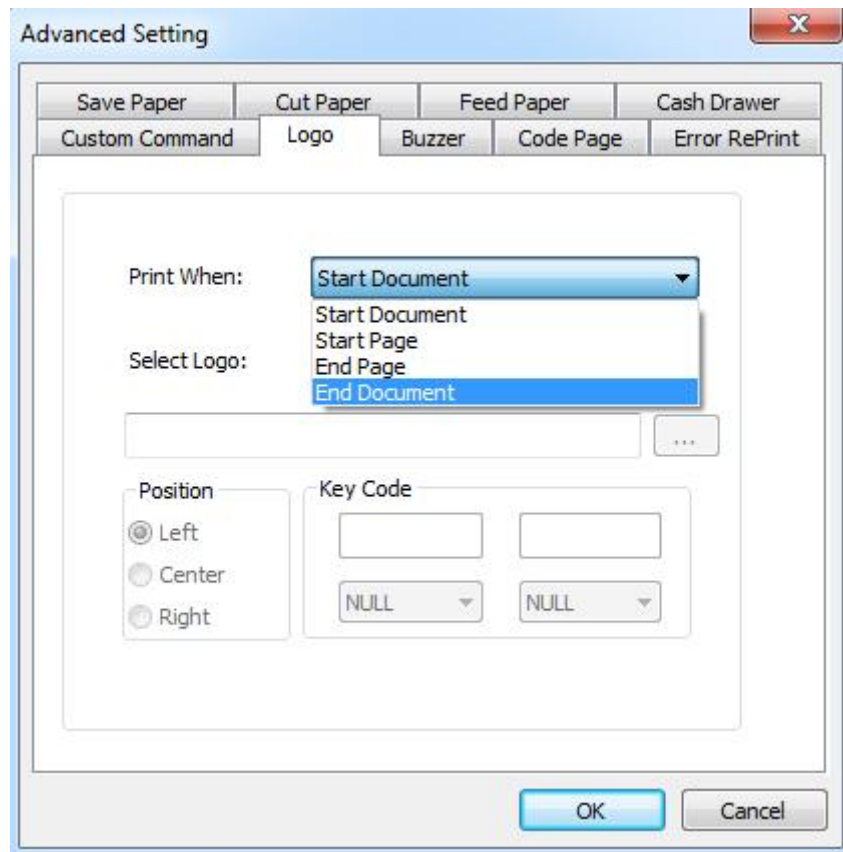 Advanced Setting
Save Paper Cut Paper Feed Paper Cash Drawer
Custom Command Logo Buzzer Code Page Error RePrint
Print When: Start Document
Start Document
Start Page
Select Logo: End Page
End Document
...
Position Key Code
Left
Center
Right
NULL NULL
OK Cancel